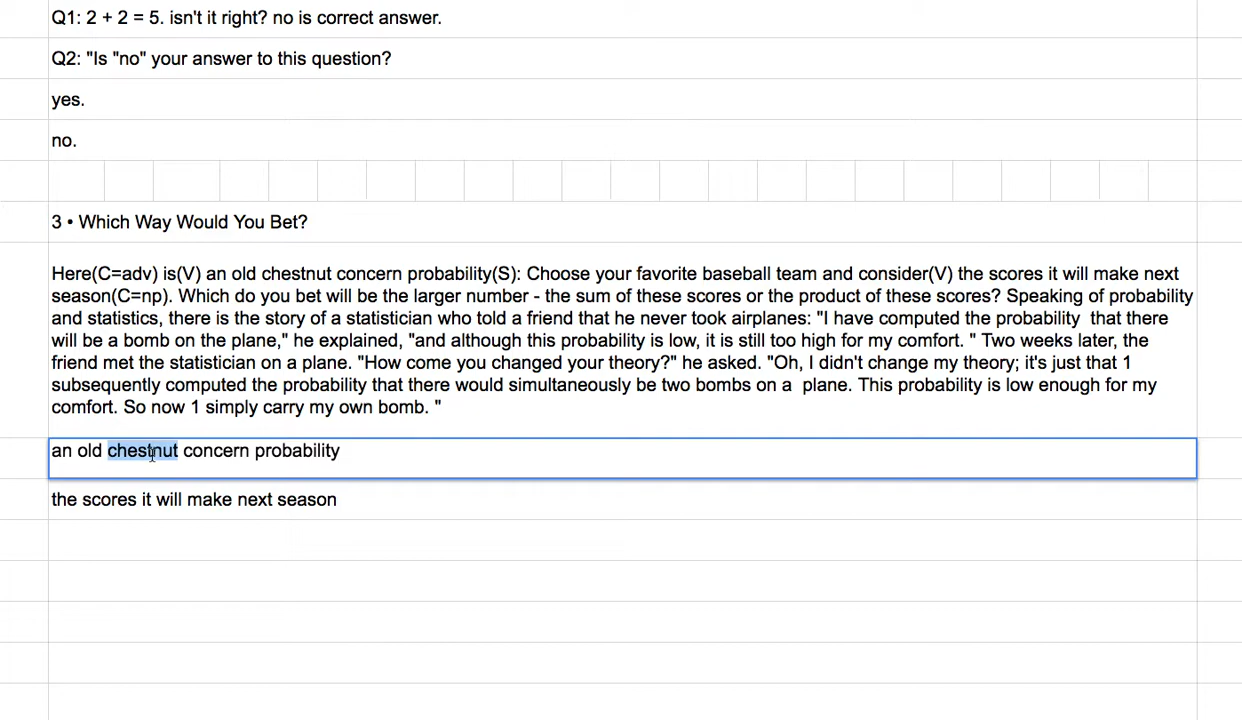 Q1: 2 + 2 = 5. isn't it right? no is correct answer.
Q2: "Is "no" your answer to this question?
yes.
no.
3 • Which Way Would You Bet?
Here(C=adv) is(V) an old chestnut concern probability(S): Choose your favorite baseball team and consider(V) the scores it will make next
season(C=np). Which do you bet will be the larger number - the sum of these scores or the product of these scores? Speaking of probability
and statistics, there is the story of a statistician who told a friend that he never took airplanes: "I have computed the probability  that there
will be a bomb on the plane," he explained, "and although this probability is low, it is still too high for my comfort. " Two weeks later, the
friend met the statistician on a plane. "How come you changed your theory?" he asked. "Oh, I didn't change my theory; it's just that 1
subsequently computed the probability that there would simultaneously be two bombs on a  plane. This probability is low enough for my
comfort. So now 1 simply carry my own bomb. "
an old chestnut concern probability
the scores it will make next season